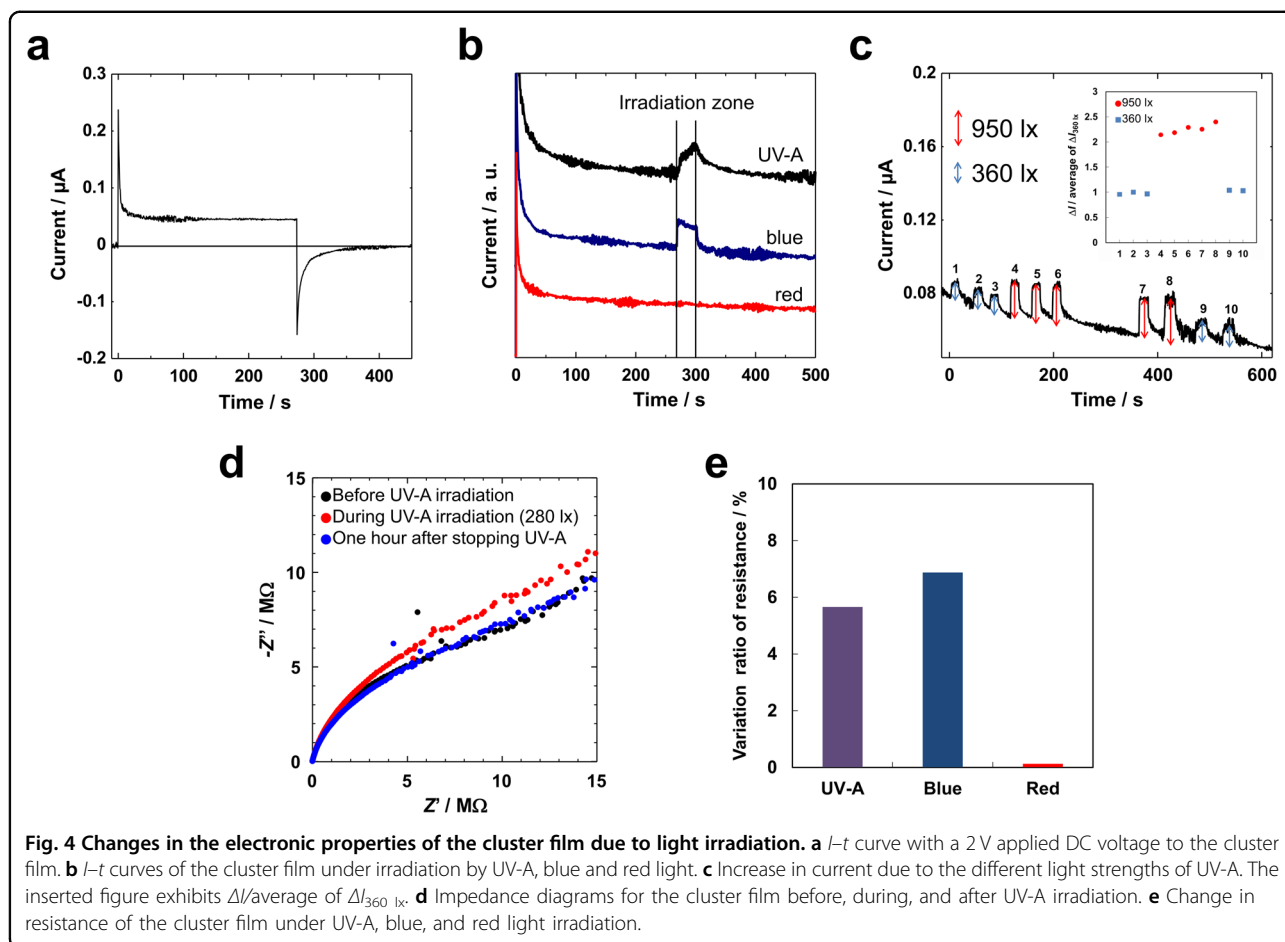 a
0.3
0.2
0.1
0
-0.1
-0.2
Current / µA
0 100 200 300 400
Time / s
b
Irradiation zone
UV-A
blue
red
Current / a. u.
0 100 200 300 400 500
Time / s
c
0.2
0.16
0.12
0.08
0.04
Current / µA
950 lx
360 lx
1 2 3 4 5 6 7 8 9 10
0 200 400 600
Time / s
950 lx
360 lx
3
2.5
2
1.5
1
0.5
0
ΔI / average of ΔI360 lx
1 2 3 4 5 6 7 8 9 10
d
Before UV-A irradiation
During UV-A irradiation (280 lx)
One hour after stopping UV-A
15
10
5
0
-Z" / MΩ
0 5 10 15
Z' / MΩ
e
10
8
6
4
2
0
Variation ratio of resistance / %
UV-A Blue Red
Fig. 4 Changes in the electronic properties of the cluster film due to light irradiation. a I–t curve with a 2 V applied DC voltage to the cluster
film. b I–t curves of the cluster film under irradiation by UV-A, blue and red light. c Increase in current due to the different light strengths of UV-A. The
inserted figure exhibits ΔI/average of ΔI360 lx. d Impedance diagrams for the cluster film before, during, and after UV-A irradiation. e Change in
resistance of the cluster film under UV-A, blue, and red light irradiation.